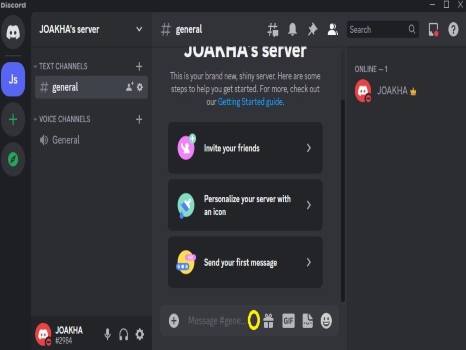 Discord
JOAKHA's server
general
Search
TEXT CHANNELS
general
VOICE CHANNELS
General
Js
JOAKHA's server
This is your brand new, shiny server. Here are some
steps to help you get started. For more, check out
our Getting Started guide.
Invite your friends
Personalize your server with
an icon
Send your first message
Message #gene...
GIF
ONLINE — 1
JOAKHA
JOAKHA
#2984